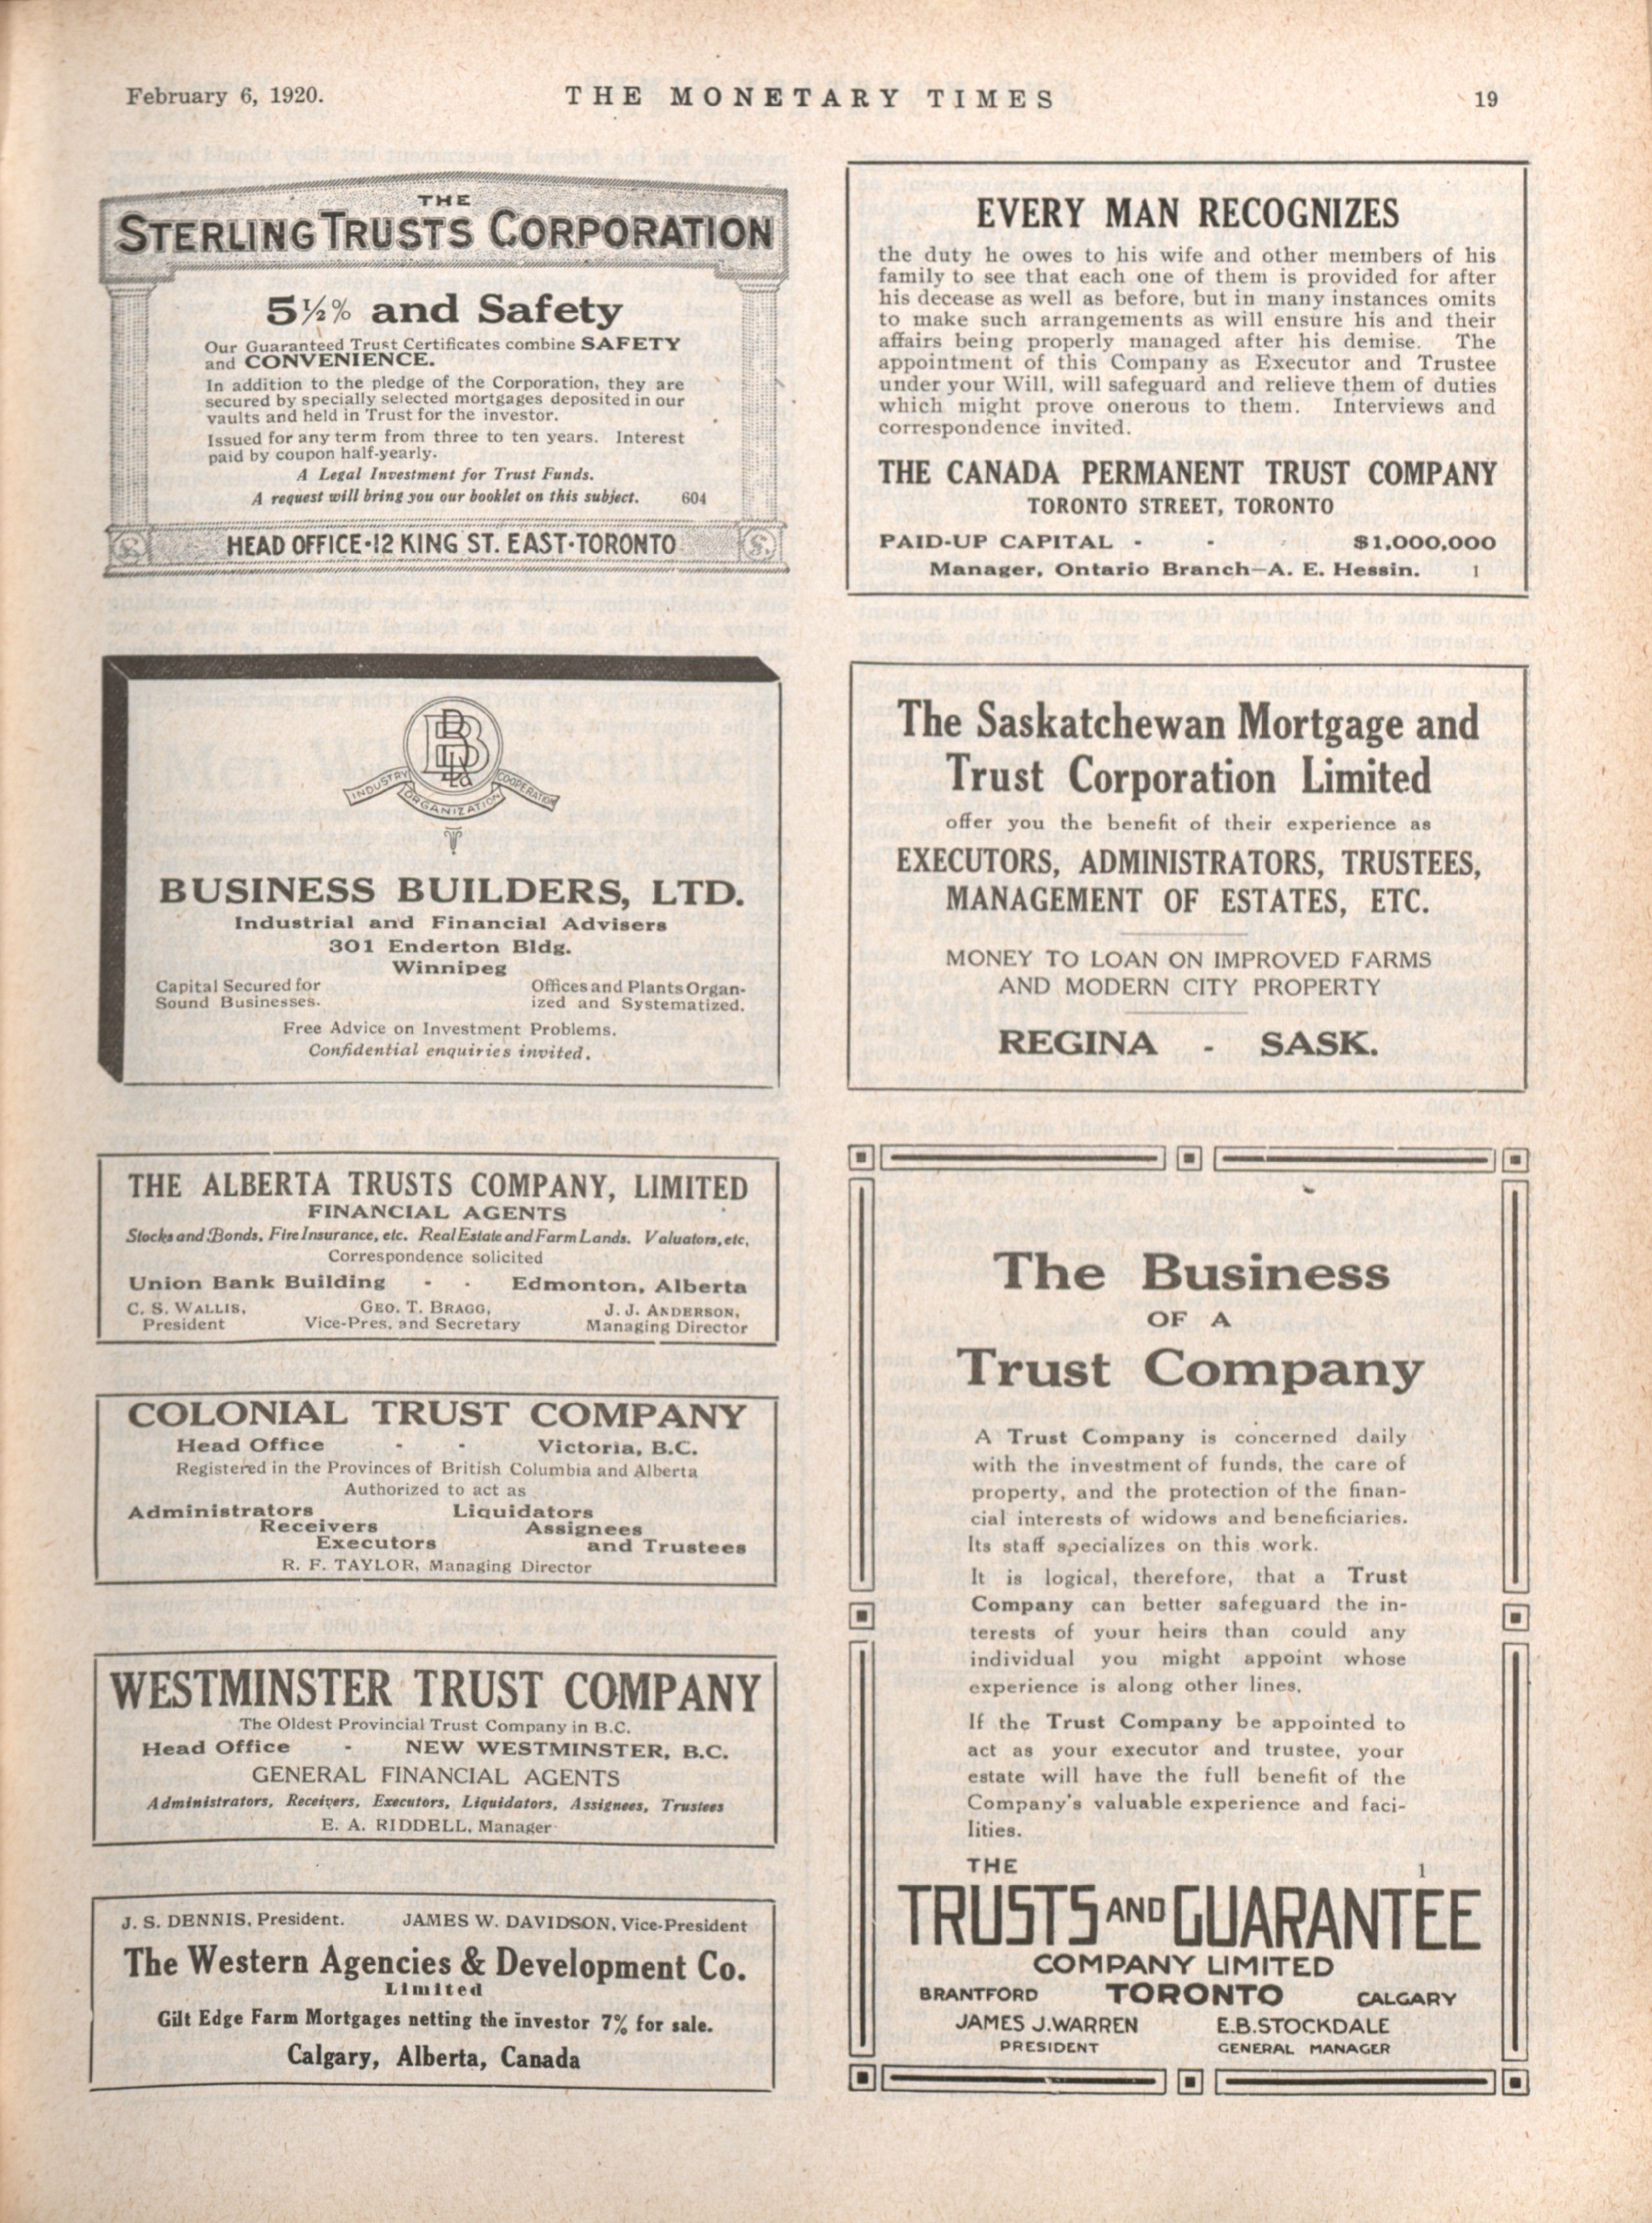 February 6, 1920.
THE MONETARY TIMES
19
THE
STERLING TRUSTS CORPORATION
5½% and Safety
Our Guaranteed Trust Certificates combine SAFETY
and CONVENIENCE.
In addition to the pledge of the Corporation, they are
secured by specially selected mortgages deposited in our
vaults and held in Trust for the investor.
Issued for any term from three to ten years. Interest
paid by coupon half-yearly.
A Legal Investment for Trust Funds.
A request will bring you our booklet on this subject. 604
HEAD OFFICE·12 KING ST. EAST·TORONTO
BBLtd
INDUSTRY
ORGANIZATION
COOPERATION
BUSINESS BUILDERS, LTD.
Industrial and Financial Advisers
301 Enderton Bldg.
Winnipeg
Capital Secured for
Sound Businesses.
Offices and Plants Organ-
ized and Systematized.
Free Advice on Investment Problems.
Confidential enquiries invited.
THE ALBERTA TRUSTS COMPANY, LIMITED
FINANCIAL AGENTS
Stocks and Bonds, Fire Insurance, etc. Real Estate and Farm Lands. Valuators, etc,
Correspondence solicited
Union Bank Building - - Edmonton, Alberta
C. S. WALLIS,
President
GEO. T. BRAGG,
Vice-Pres. and Secretary
J. J. ANDERSON,
Managing Director
COLONIAL TRUST COMPANY
Head Office - - Victoria, B.C.
Registered in the Provinces of British Columbia and Alberta
Authorized to act as
Administrators Liquidators
Receivers Assignees
Executors and Trustees
R. F. TAYLOR, Managing Director
WESTMINSTER TRUST COMPANY
The Oldest Provincial Trust Company in B.C.
Head Office - NEW WESTMINSTER, B.C.
GENERAL FINANCIAL AGENTS
Administrators, Receivers, Executors, Liquidators, Assignees, Trustees
E. A. RIDDELL, Manager
J. S. DENNIS, President. JAMES W. DAVIDSON, Vice-President
The Western Agencies & Development Co.
Limited
Gilt Edge Farm Mortgages netting the investor 7% for sale.
Calgary, Alberta, Canada
EVERY MAN RECOGNIZES
the duty he owes to his wife and other members of his
family to see that each one of them is provided for after
his decease as well as before, but in many instances omits
to make such arrangements as will ensure his and their
affairs being properly managed after his demise. The
appointment of this Company as Executor and Trustee
under your Will, will safeguard and relieve them of duties
which might prove onerous to them. Interviews and
correspondence invited.
THE CANADA PERMANENT TRUST COMPANY
TORONTO STREET, TORONTO
PAID-UP CAPITAL - - $1,000,000
Manager, Ontario Branch—A. E. Hessin. 1
The Saskatchewan Mortgage and
Trust Corporation Limited
offer you the benefit of their experience as
EXECUTORS, ADMINISTRATORS, TRUSTEES,
MANAGEMENT OF ESTATES, ETC.
MONEY TO LOAN ON IMPROVED FARMS
AND MODERN CITY PROPERTY
REGINA - SASK.
The Business
OF A
Trust Company
A Trust Company is concerned daily
with the investment of funds, the care of
property, and the protection of the finan-
cial interests of widows and beneficiaries.
Its staff specializes on this work.
It is logical, therefore, that a Trust
Company can better safeguard the in-
terests of your heirs than could any
individual you might appoint whose
experience is along other lines.
If the Trust Company be appointed to
act as your executor and trustee, your
estate will have the full benefit of the
Company's valuable experience and faci-
lities.
THE 1
TRUSTS AND GUARANTEE
COMPANY LIMITED
BRANTFORD TORONTO CALGARY
JAMES J. WARREN E.B. STOCKDALE
PRESIDENT GENERAL MANAGER